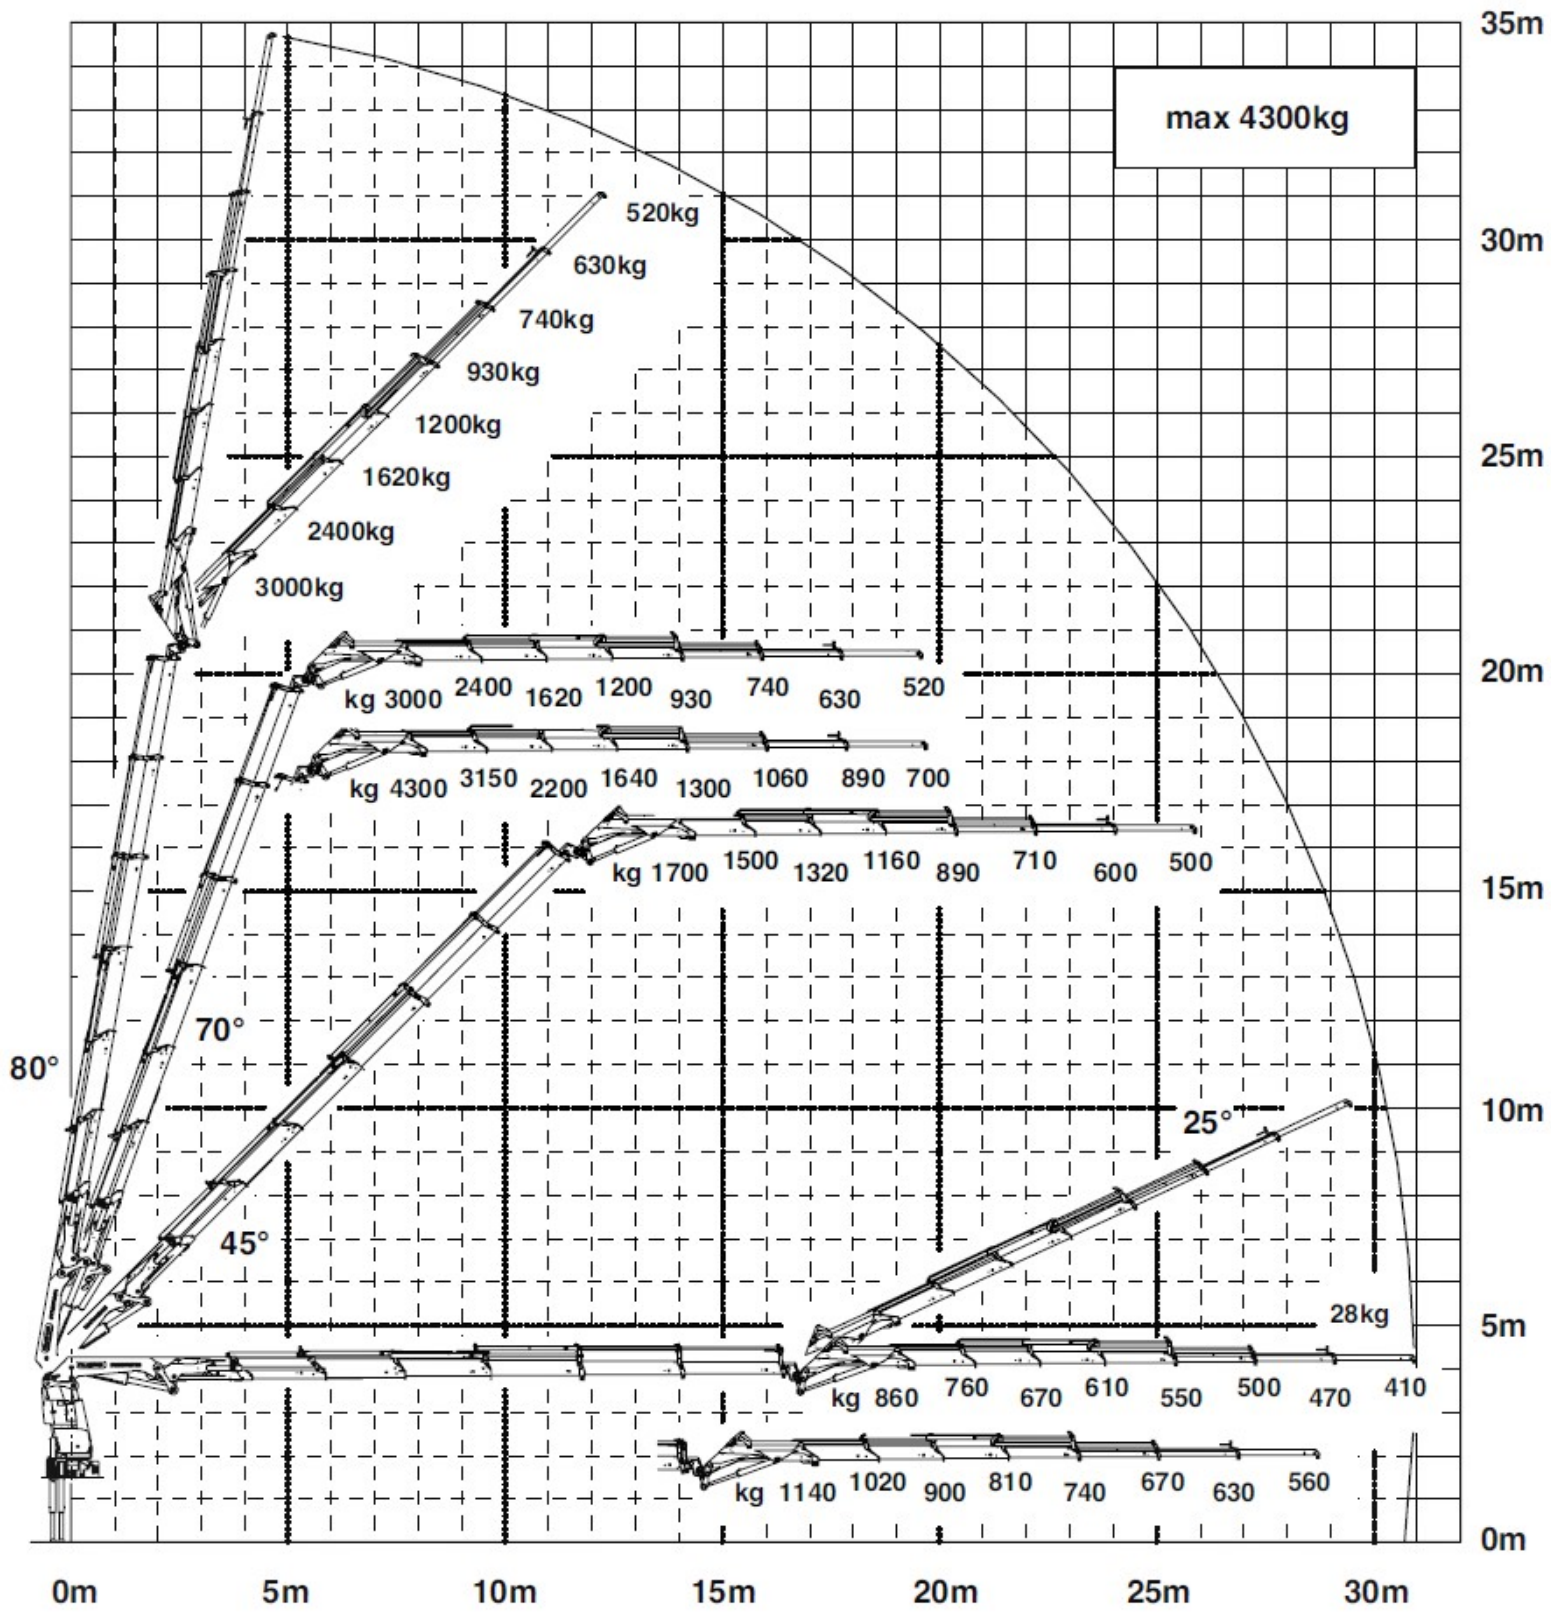 35m
max 4300kg
520kg
30m
630kg
740kg
930kg
1200kg
25m
1620kg
2400kg
3000kg
20m
kg 3000 2400 1620 1200 930 740 630 520
kg 4300 3150 2200 1640 1300 1060 890 700
kg 1700 1500 1320 1160 890 710 600 500
15m
70°
80°
10m
25°
45°
5m
28kg
kg 860 760 670 610 550 500 470 410
kg 1140 1020 900 810 740 670 630 560
0m
0m 5m 10m 15m 20m 25m 30m